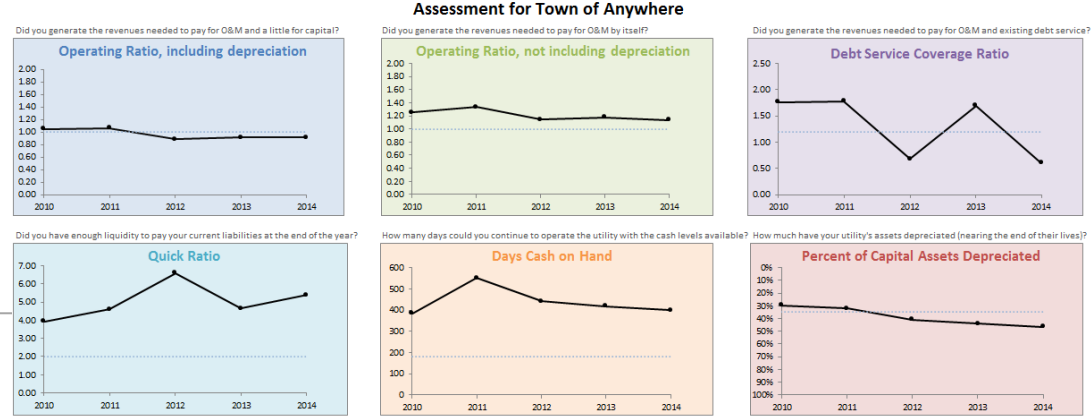 Assessment for Town of Anywhere
Did you generate the revenues needed to pay for O&M and a little for capital?
Operating Ratio, including depreciation
2.00
1.80
1.60
1.40
1.20
1.00
0.80
0.60
0.40
0.20
0.00
2010 2011 2012 2013 2014
Did you generate the revenues needed to pay for O&M by itself?
Operating Ratio, not including depreciation
2.00
1.80
1.60
1.40
1.20
1.00
0.80
0.60
0.40
0.20
0.00
2010 2011 2012 2013 2014
Did you generate the revenues needed to pay for O&M and existing debt service?
Debt Service Coverage Ratio
2.50
2.00
1.50
1.00
0.50
0.00
2010 2011 2012 2013 2014
Did you have enough liquidity to pay your current liabilities at the end of the year?
Quick Ratio
7.00
6.00
5.00
4.00
3.00
2.00
1.00
0.00
2010 2011 2012 2013 2014
How many days could you continue to operate the utility with the cash levels available?
Days Cash on Hand
600
500
400
300
200
100
0
2010 2011 2012 2013 2014
How much have your utility's assets depreciated (nearing the end of their lives)?
Percent of Capital Assets Depreciated
0%
10%
20%
30%
40%
50%
60%
70%
80%
90%
100%
2010 2011 2012 2013 2014